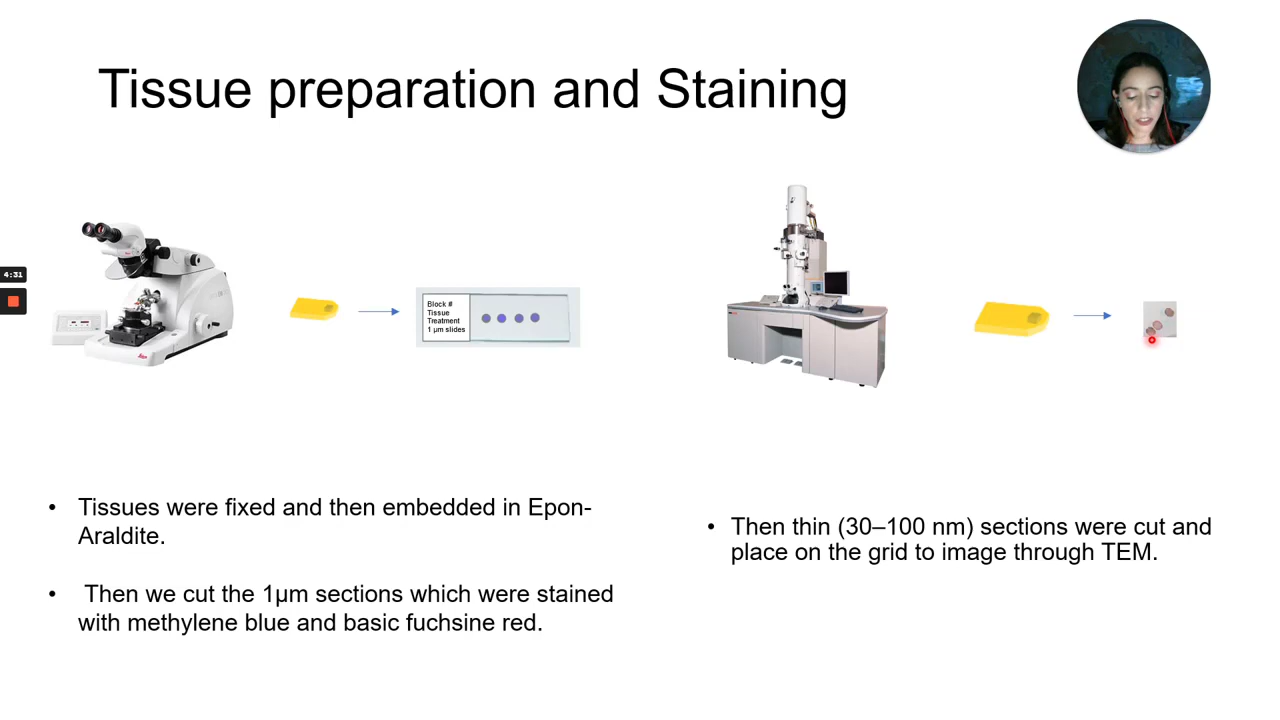 Tissue preparation and Staining
4:31
Block #
Tissue
Treatment
1 µm slides
• Tissues were fixed and then embedded in Epon-
Araldite.
• Then we cut the 1µm sections which were stained
with methylene blue and basic fuchsine red.
• Then thin (30–100 nm) sections were cut and
place on the grid to image through TEM.